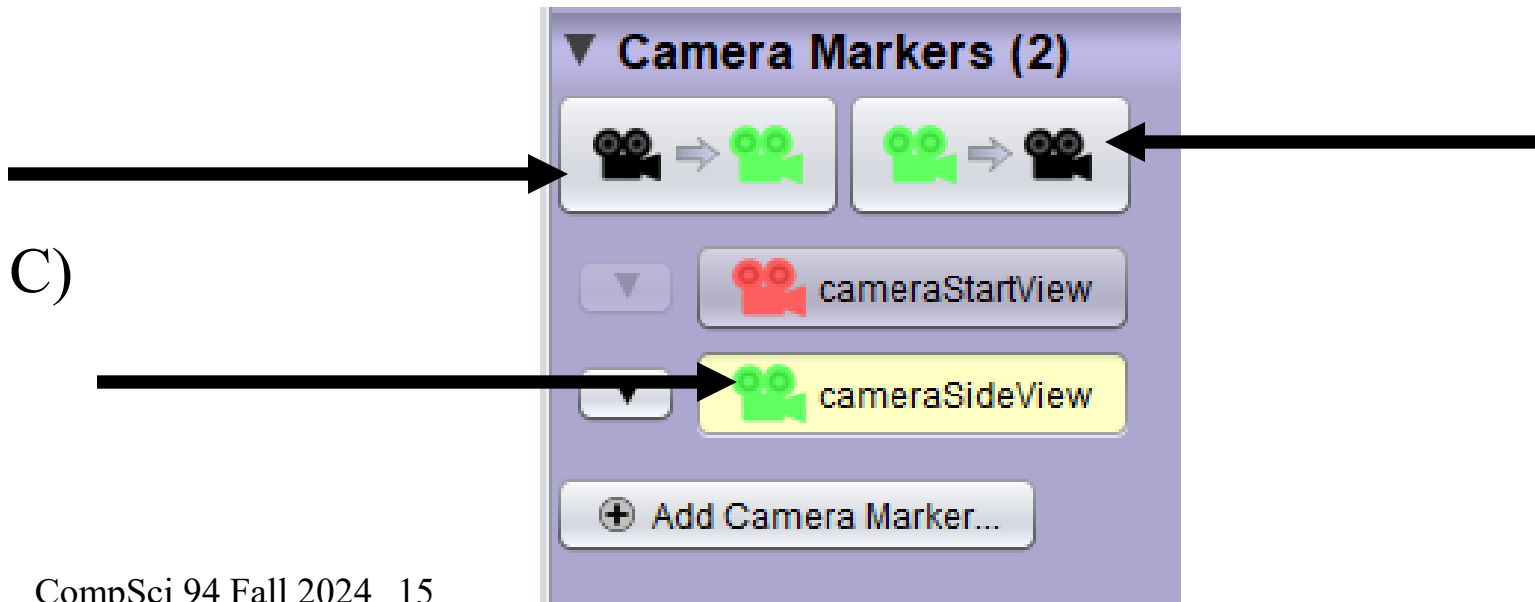 Camera Markers (2)
C)
cameraStartView
cameraSideView
Add Camera Marker...
CompSci 94 Fall 2024 15